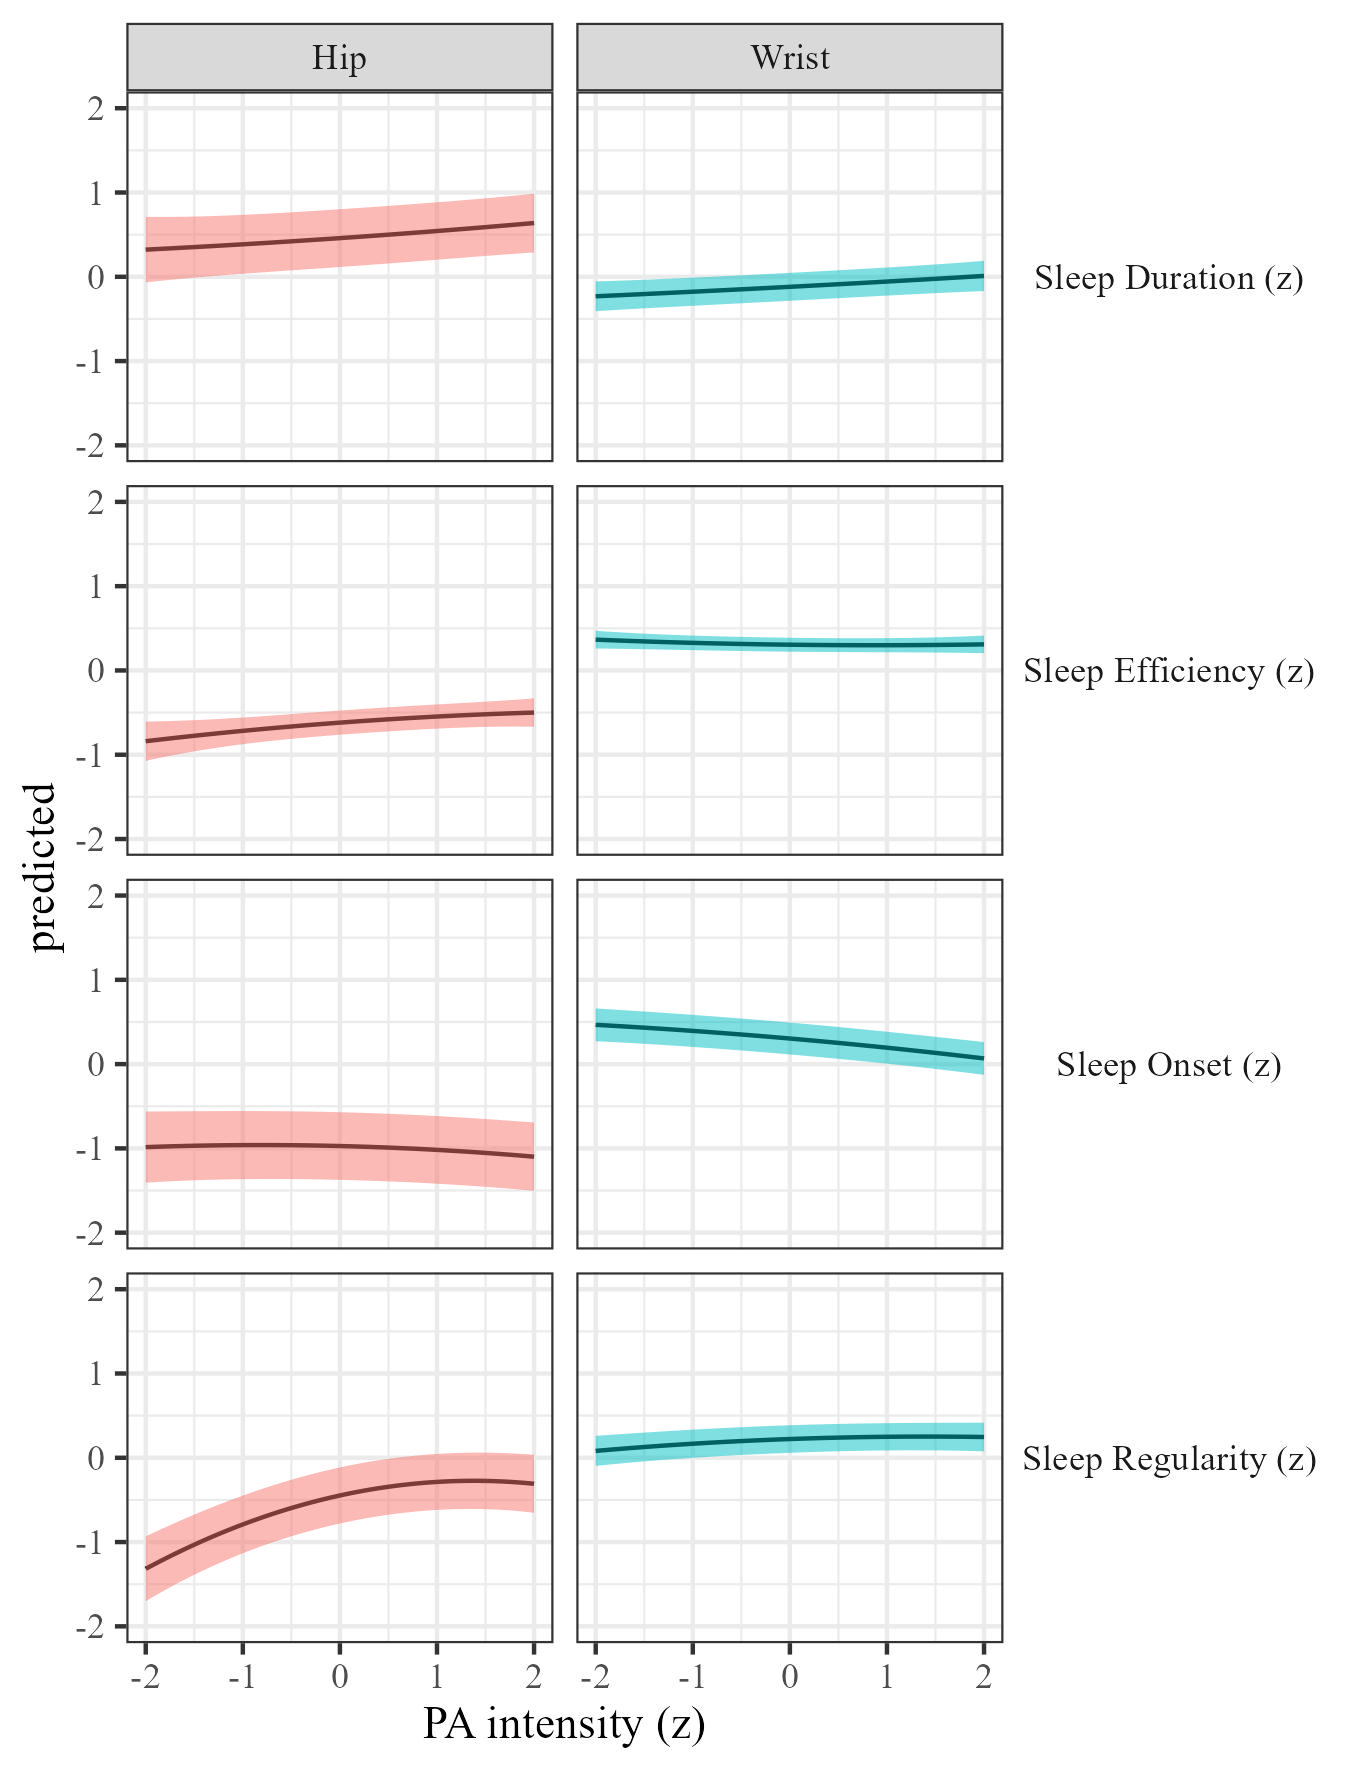 Hip
Wrist
2
1
0
-1
-2
Sleep Duration (z)
2
1
0
-1
-2
Sleep Efficiency (z)
predicted
2
1
0
-1
-2
Sleep Onset (z)
2
1
0
-1
-2
Sleep Regularity (z)
-2 -1 0 1 2
-2 -1 0 1 2
PA intensity (z)